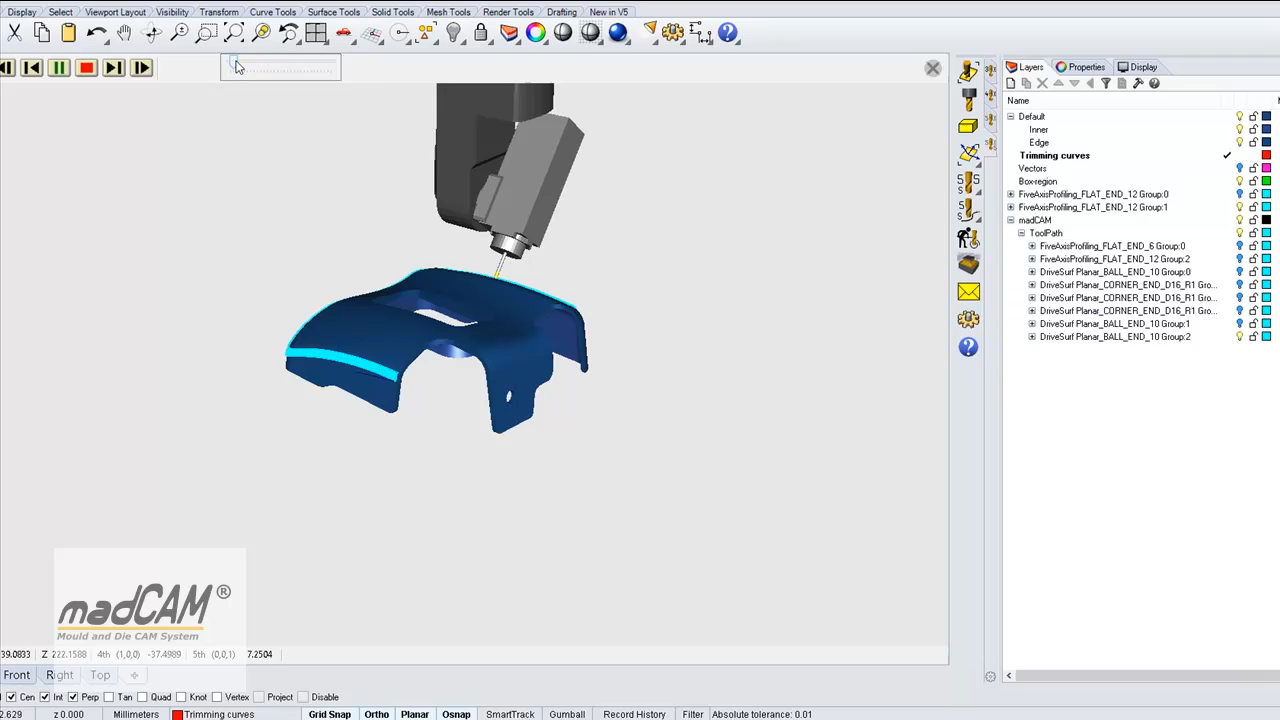 Display Select Viewport Layout Visibility Transform Curve Tools Surface Tools Solid Tools Mesh Tools Render Tools Drafting New in V5
Layers Properties Display
Name
Default
Inner
Edge
Trimming curves
Vectors
Box-region
FiveAxisProfiling_FLAT_END_12 Group:0
FiveAxisProfiling_FLAT_END_12 Group:1
madCAM
ToolPath
FiveAxisProfiling_FLAT_END_6 Group:0
FiveAxisProfiling_FLAT_END_12 Group:2
DriveSurf Planar_BALL_END_10 Group:0
DriveSurf Planar_CORNER_END_D16_R1 Gro...
DriveSurf Planar_CORNER_END_D16_R1 Gro...
DriveSurf Planar_CORNER_END_D16_R1 Gro...
DriveSurf Planar_BALL_END_10 Group:1
DriveSurf Planar_BALL_END_10 Group:2
madCAM®
Mould and Die CAM System
39.0833 Z 222.1588 4th (1,0,0) -37.4989 5th (0,0,1) 7.2504
Front Right Top
Cen Int Perp Tan Quad Knot Vertex Project Disable
2.629 z 0.000 Millimeters Trimming curves Grid Snap Ortho Planar Osnap SmartTrack Gumball Record History Filter Absolute tolerance: 0.01